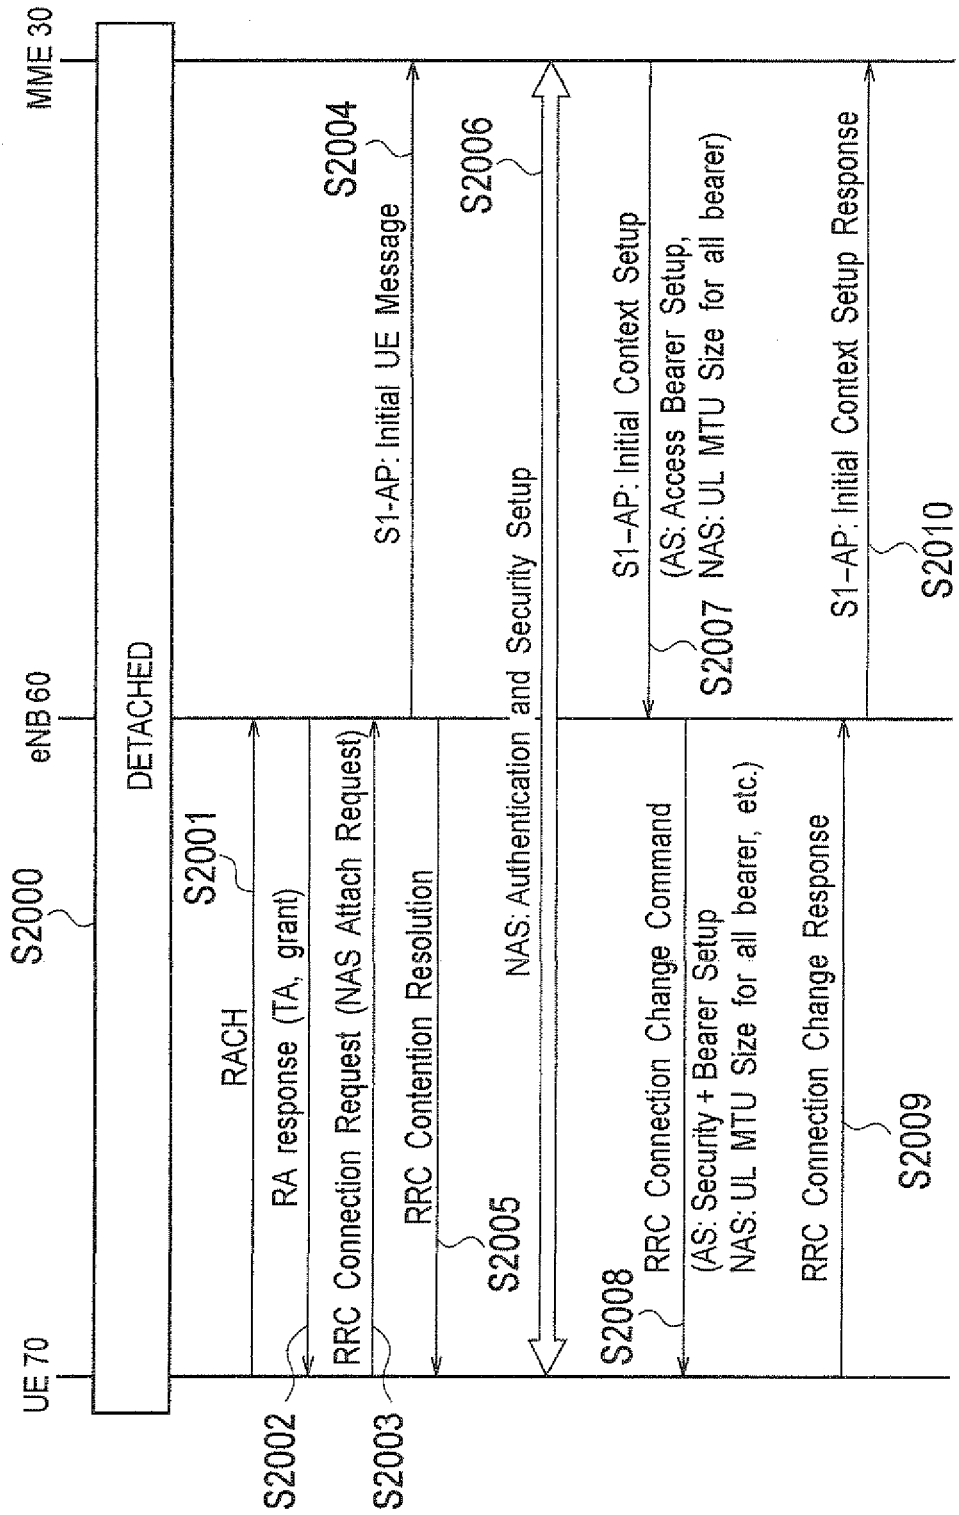 UE 70
eNB 60
MME 30
S2000
DETACHED
S2001
RACH
RA response (TA, grant)
S2002
RRC Connection Request (NAS Attach Request)
S2003
S1-AP: Initial UE Message
S2004
RRC Contention Resolution
S2005
NAS: Authentication and Security Setup
S2006
S1-AP: Initial Context Setup
(AS: Access Bearer Setup,
NAS: UL MTU Size for all bearer)
S2007
S2008
RRC Connection Change Command
(AS: Security + Bearer Setup
NAS: UL MTU Size for all bearer, etc.)
RRC Connection Change Response
S2009
S1-AP: Initial Context Setup Response
S2010